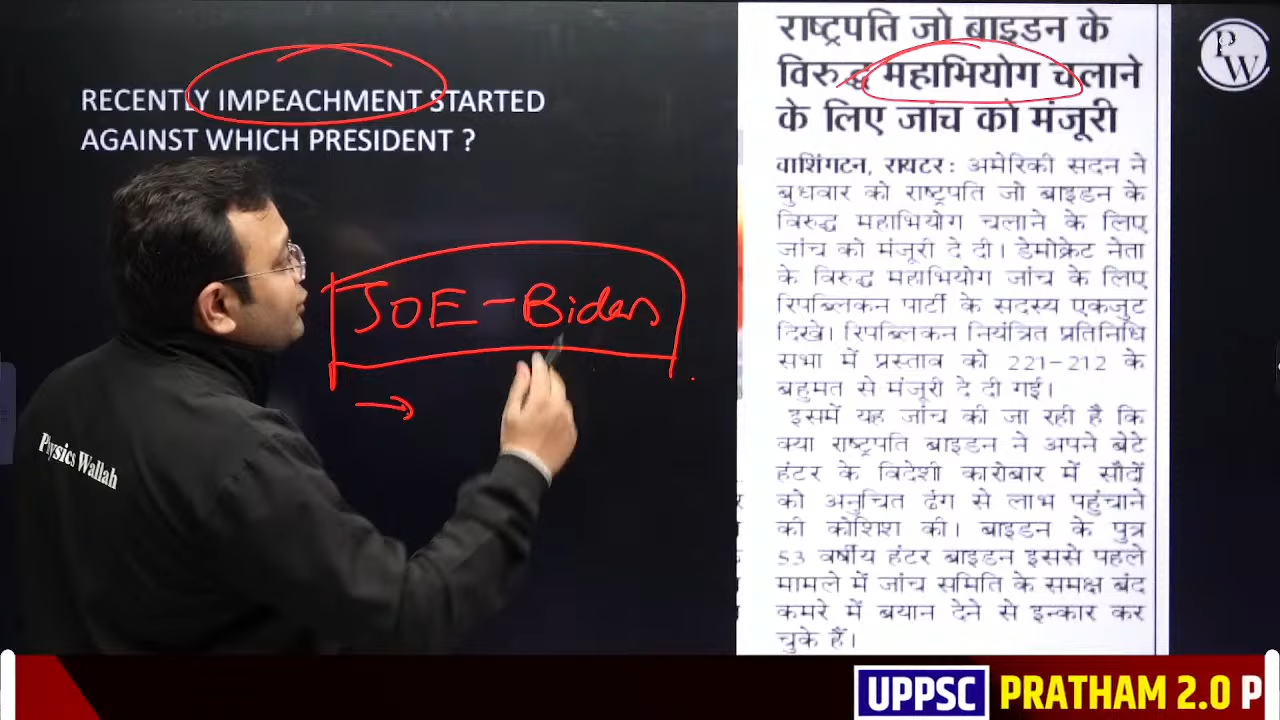 RECENTLY IMPEACHMENT STARTED
AGAINST WHICH PRESIDENT ?
JOE - Biden
Physics Wallah
राष्ट्रपति जो बाइडन के
विरुद्ध महाभियोग चलाने
के लिए जांच को मंजूरी
वाशिंगटन, रायटर: अमेरिकी सदन ने
बुधवार को राष्ट्रपति जो बाइडन के
विरुद्ध महाभियोग चलाने के लिए
जांच को मंजूरी दे दी। डेमोक्रेट नेता
के विरुद्ध महाभियोग जांच के लिए
रिपब्लिकन पार्टी के सदस्य एकजुट
दिखे। रिपब्लिकन नियंत्रित प्रतिनिधि
सभा में प्रस्ताव को 221-212 के
बहुमत से मंजूरी दे दी गई।
इसमें यह जांच की जा रही है कि
क्या राष्ट्रपति बाइडन ने अपने बेटे
हंटर के विदेशी कारोबार में सौदों
को अनुचित ढंग से लाभ पहुंचाने
की कोशिश की। बाइडन के पुत्र
53 वर्षीय हंटर बाइडन इससे पहले
मामले में जांच समिति के समक्ष बंद
कमरे में बयान देने से इन्कार कर
चुके हैं।
PW
UPPSC PRATHAM 2.0 P